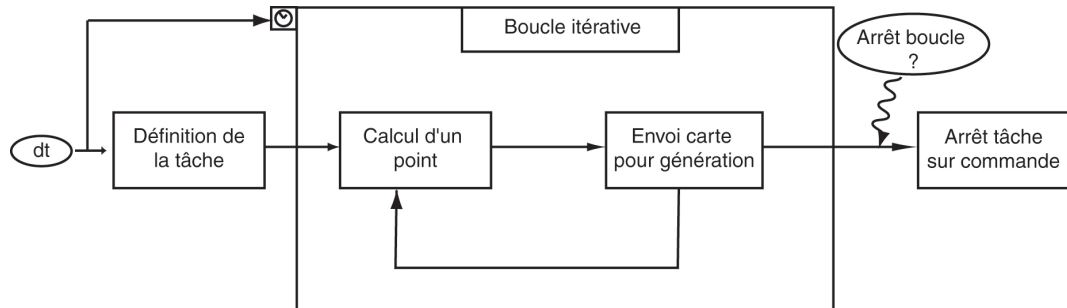 Boucle itérative
Arrêt boucle
?
dt
Définition de
la tâche
Calcul d'un
point
Envoi carte
pour génération
Arrêt tâche
sur commande